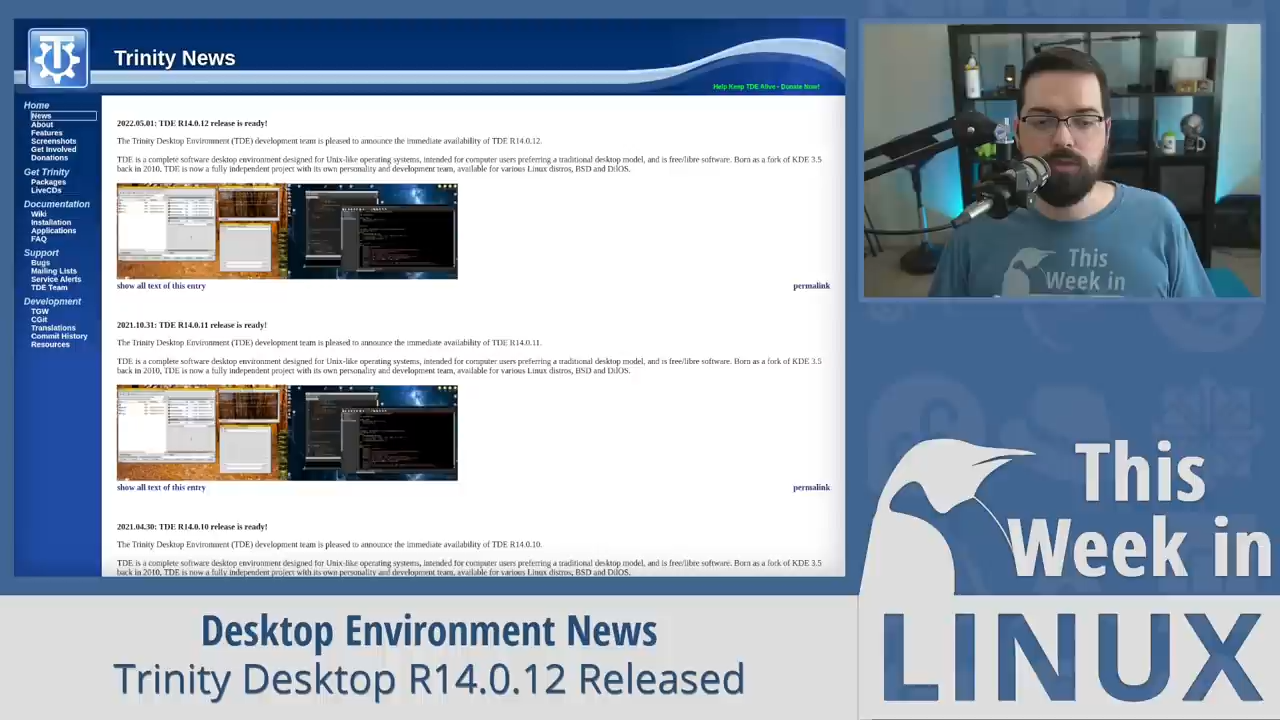 Trinity News
Help Keep TDE Alive - Donate Now!
Home
News
About
Features
Screenshots
Get Involved
Donations
Get Trinity
Packages
LiveCDs
Documentation
Wiki
Installation
Applications
FAQ
Support
Bugs
Mailing Lists
Service Alerts
TDE Team
Development
TGW
CGit
Translations
Commit History
Resources
2022.05.01: TDE R14.0.12 release is ready!
The Trinity Desktop Environment (TDE) development team is pleased to announce the immediate availability of TDE R14.0.12.
TDE is a complete software desktop environment designed for Unix-like operating systems, intended for computer users preferring a traditional desktop model, and is free/libre software. Born as a fork of KDE 3.5
back in 2010, TDE is now a fully independent project with its own personality and development team, available for various Linux distros, BSD and DilOS.
show all text of this entry
permalink
2021.10.31: TDE R14.0.11 release is ready!
The Trinity Desktop Environment (TDE) development team is pleased to announce the immediate availability of TDE R14.0.11.
TDE is a complete software desktop environment designed for Unix-like operating systems, intended for computer users preferring a traditional desktop model, and is free/libre software. Born as a fork of KDE 3.5
back in 2010, TDE is now a fully independent project with its own personality and development team, available for various Linux distros, BSD and DilOS.
show all text of this entry
permalink
2021.04.30: TDE R14.0.10 release is ready!
The Trinity Desktop Environment (TDE) development team is pleased to announce the immediate availability of TDE R14.0.10.
TDE is a complete software desktop environment designed for Unix-like operating systems, intended for computer users preferring a traditional desktop model, and is free/libre software. Born as a fork of KDE 3.5
back in 2010, TDE is now a fully independent project with its own personality and development team, available for various Linux distros, BSD and DilOS.
This
Week in
This
Week in
LINUX
Desktop Environment News
Trinity Desktop R14.0.12 Released